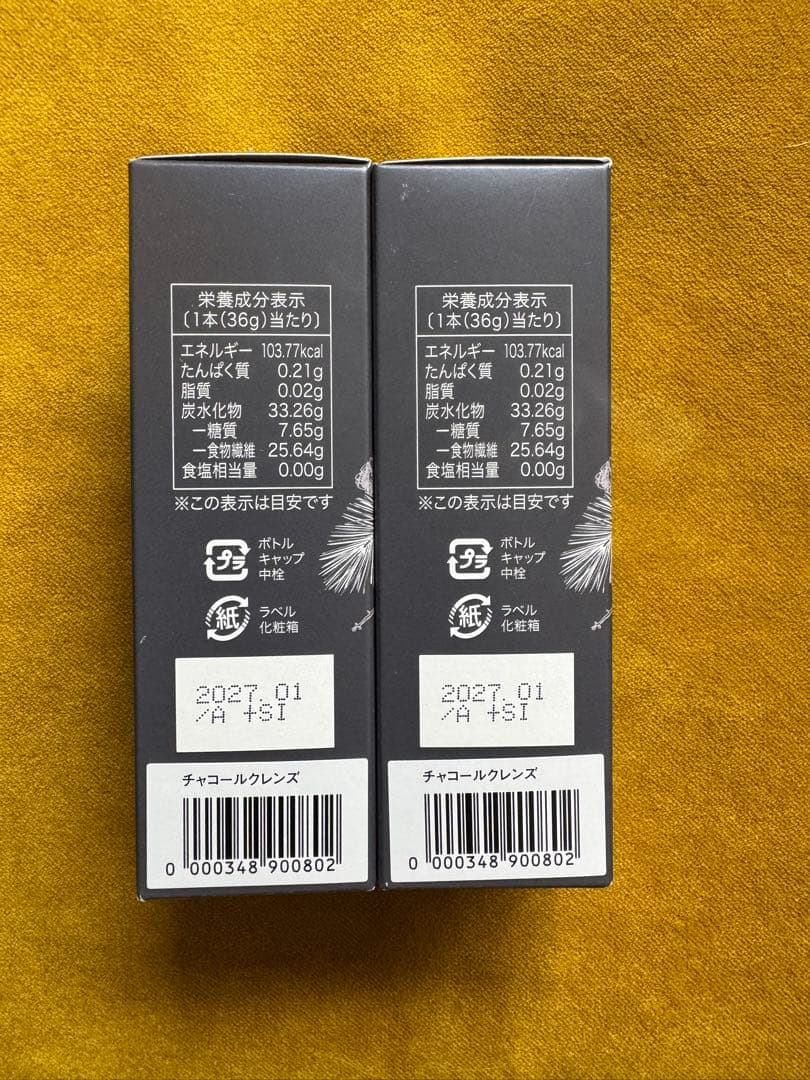 栄養成分表示
〔1本(36g)当たり〕
エネルギー 103.77kcal
たんぱく質 0.21g
脂質 0.02g
炭水化物 33.26g
ー糖質 7.65g
ー食物繊維 25.64g
食塩相当量 0.00g
※この表示は目安です
プラ
ボトル
キャップ
中栓
紙
ラベル
化粧箱
2027.01
/A +SI
チャコールクレンズ
0 000348 900802
栄養成分表示
〔1本(36g)当たり〕
エネルギー 103.77kcal
たんぱく質 0.21g
脂質 0.02g
炭水化物 33.26g
ー糖質 7.65g
ー食物繊維 25.64g
食塩相当量 0.00g
※この表示は目安です
プラ
ボトル
キャップ
中栓
紙
ラベル
化粧箱
2027.01
/A +SI
チャコールクレンズ
0 000348 900802